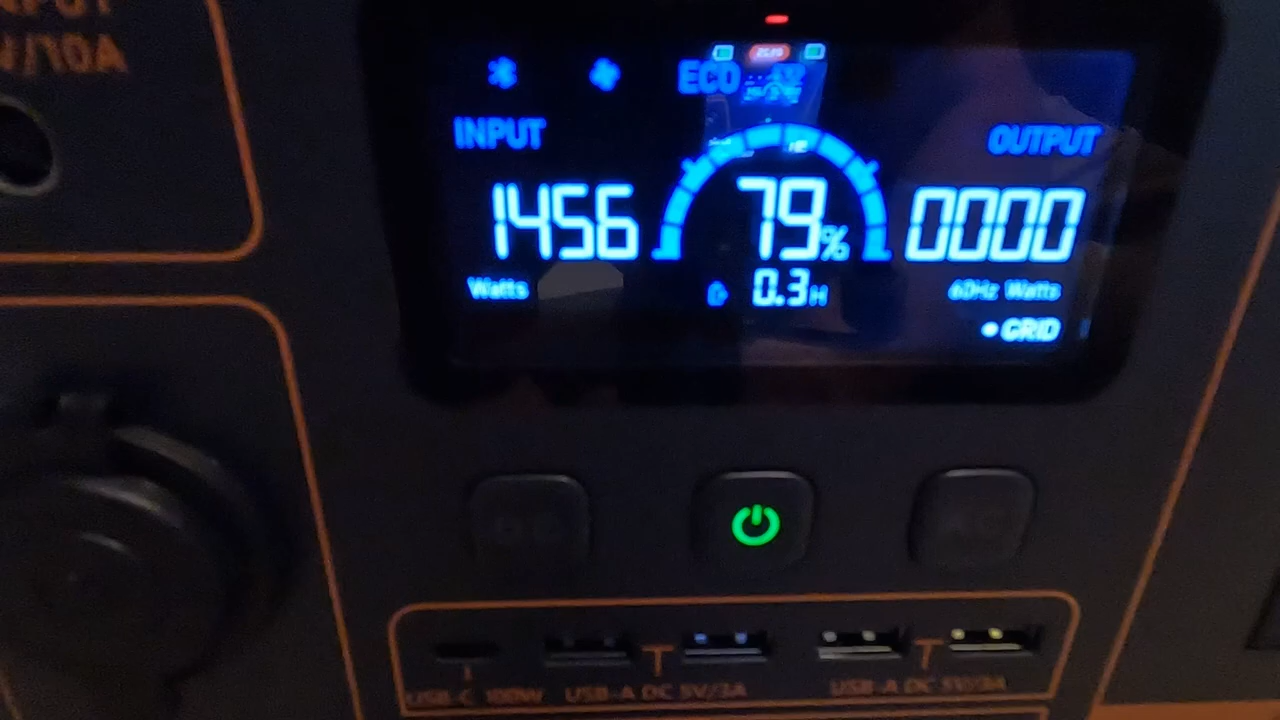 V/10A
ECO
INPUT
OUTPUT
1456
79%
0000
Watts
0.3H
60Hz Watts
GRID
USB-C 100W
USB-A DC 5V/3A
USB-A DC 5V/3A